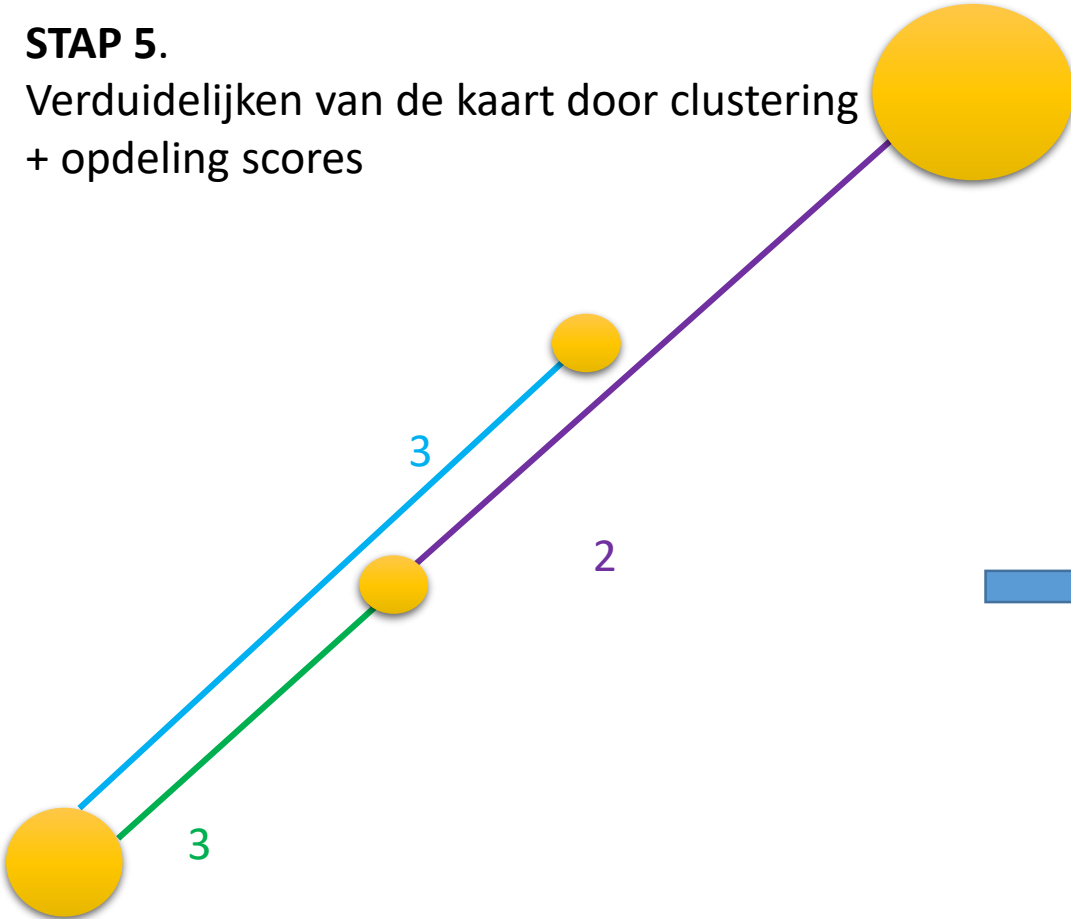 STAP 5.
Verduidelijken van de kaart door clustering
+ opdeling scores
3
2
3